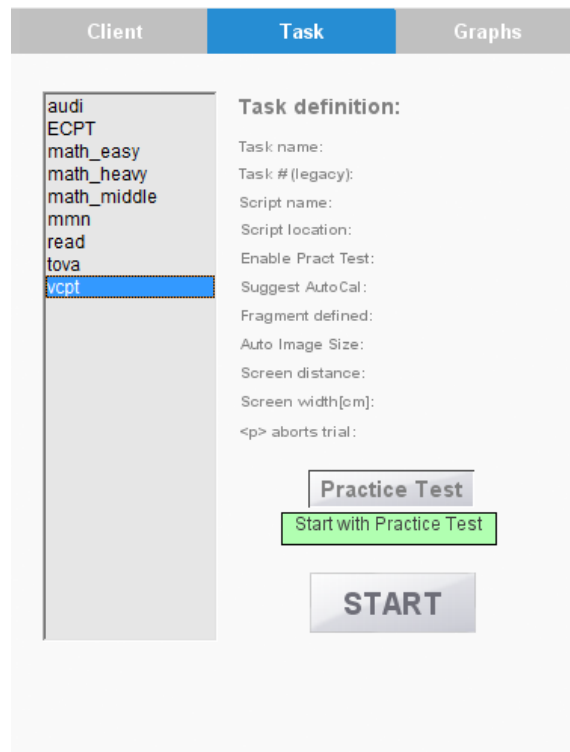 Client Task Graphs
audi
ECPT
math_easy
math_heavy
math_middle
mmn
read
tova
vcpt
Task definition:
Task name:
Task # (legacy):
Script name:
Script location:
Enable Pract Test:
Suggest AutoCal:
Fragment defined:
Auto Image Size:
Screen distance:
Screen width[cm]:
<p> aborts trial:
Practice Test
Start with Practice Test
START